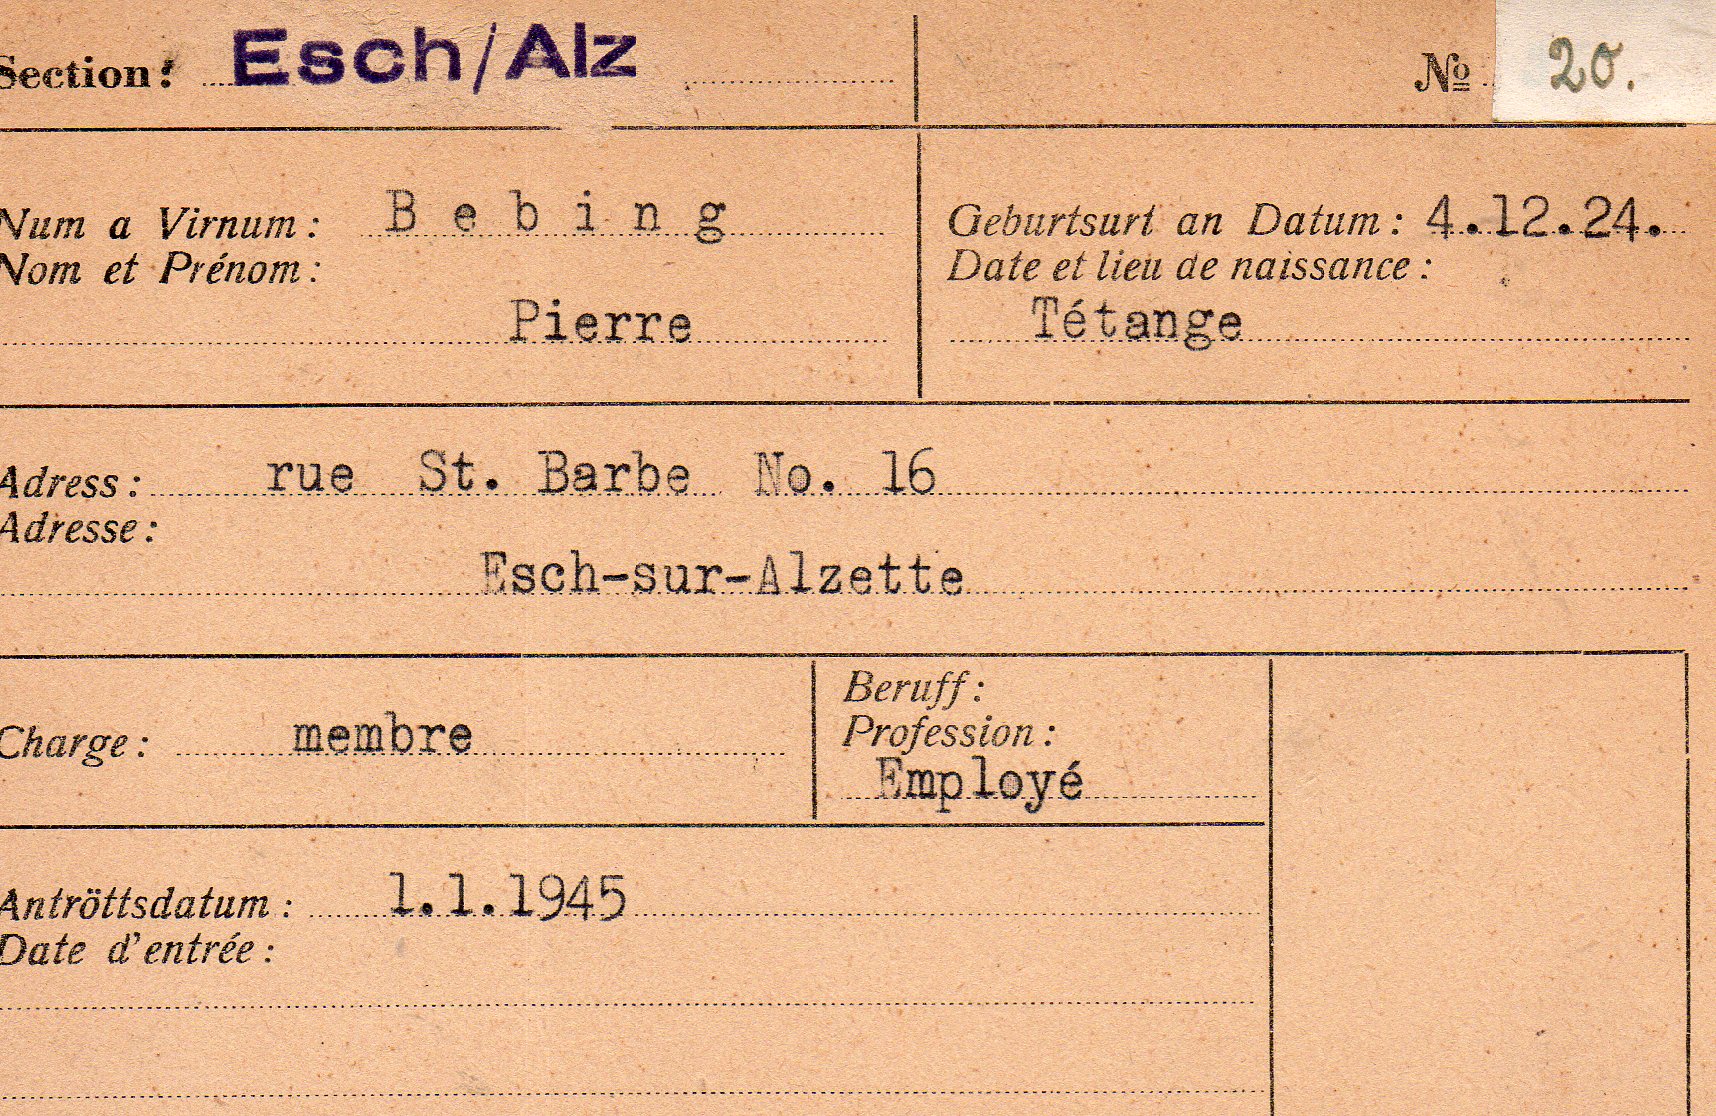 Section: Esch/Alz
№ 20.
Num a Virnum: Bebing
Nom et Prénom:
Pierre
Geburtsurt an Datum: 4.12.24.
Date et lieu de naissance:
Tétange
Adress: rue St. Barbe No. 16
Adresse:
Esch-sur-Alzette
Charge: membre
Beruff:
Profession:
Employé
Antröttsdatum: 1.1.1945
Date d'entrée: